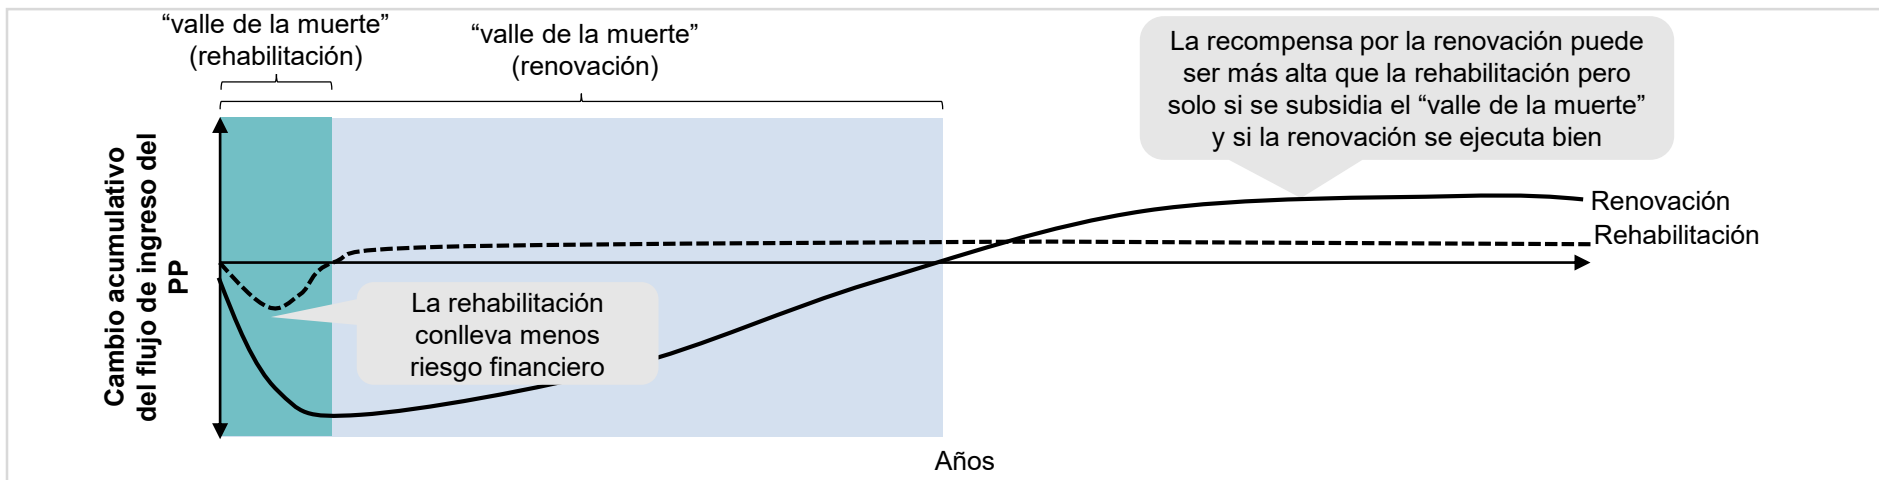 “valle de la muerte”
(rehabilitación)
“valle de la muerte”
(renovación)
La recompensa por la renovación puede
ser más alta que la rehabilitación pero
solo si se subsidia el “valle de la muerte”
y si la renovación se ejecuta bien
Cambio acumulativo
del flujo de ingreso del
PP
Renovación
Rehabilitación
La rehabilitación
conlleva menos
riesgo financiero
Años